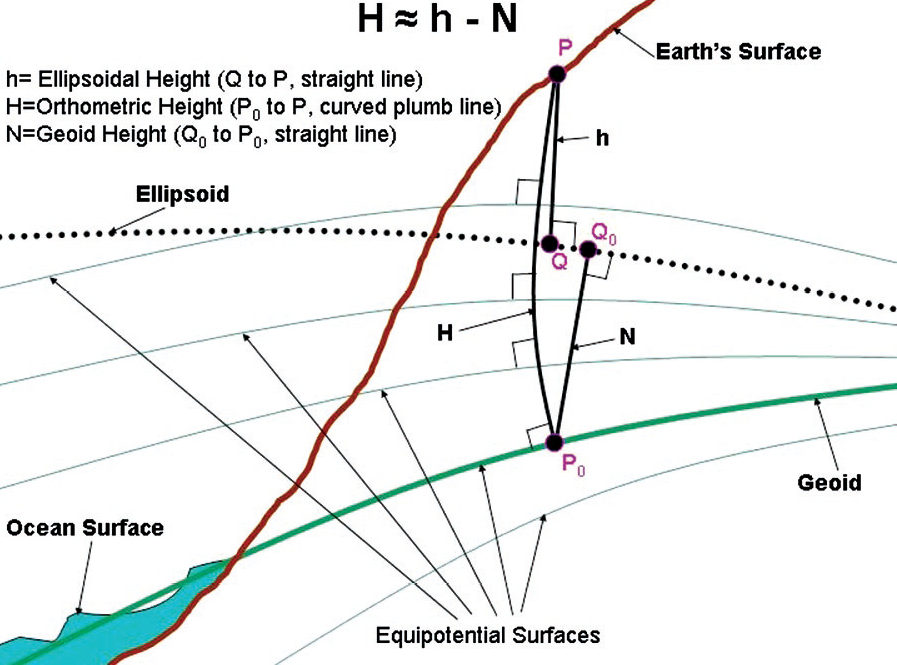 H ≈ h - N
h= Ellipsoidal Height (Q to P, straight line)
H=Orthometric Height (P₀ to P, curved plumb line)
N=Geoid Height (Q₀ to P₀, straight line)
P
Earth's Surface
h
Ellipsoid
Q₀
Q
H
N
P₀
Geoid
Ocean Surface
Equipotential Surfaces